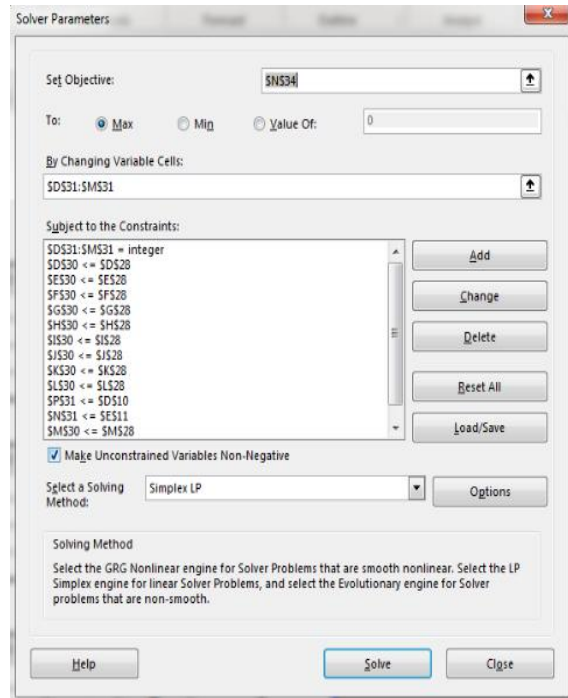 Solver Parameters
Set Objective:
$N$34
To:
Max
Min
Value Of:
0
By Changing Variable Cells:
$D$31:$M$31
Subject to the Constraints:
$D$31:$M$31 = integer
$D$30 <= $D$28
$E$30 <= $E$28
$F$30 <= $F$28
$G$30 <= $G$28
$H$30 <= $H$28
$I$30 <= $I$28
$J$30 <= $J$28
$K$30 <= $K$28
$L$30 <= $L$28
$P$31 <= $D$10
$N$31 <= $E$11
$M$30 <= $M$28
Add
Change
Delete
Reset All
Load/Save
Make Unconstrained Variables Non-Negative
Select a Solving Method:
Simplex LP
Options
Solving Method
Select the GRG Nonlinear engine for Solver Problems that are smooth nonlinear. Select the LP
Simplex engine for linear Solver Problems, and select the Evolutionary engine for Solver
problems that are non-smooth.
Help
Solve
Close